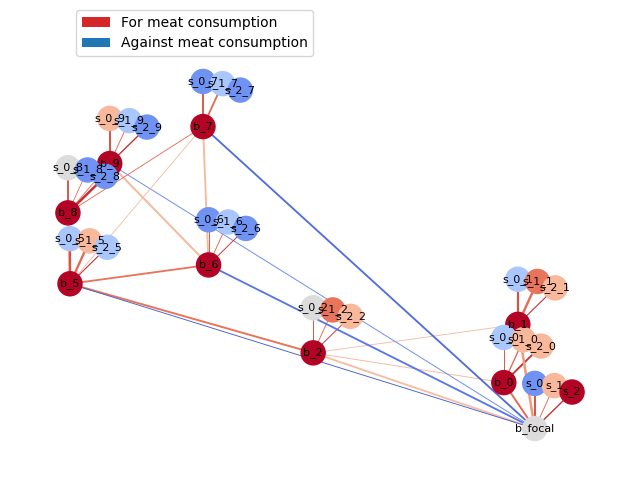 For meat consumption
Against meat consumption
s_0_7 s_1_7 s_2_7
s_0_9 s_1_9 s_2_9
b_7
b_9
s_0_8 s_1_8 s_2_8
b_8
s_0_6 s_1_6 s_2_6
s_0_5 s_1_5 s_2_5
b_6
b_5
s_0_1 s_1_1 s_2_1
s_0_2 s_1_2 s_2_2
b_1
s_0_0 s_1_0 s_2_0
b_2
b_0
s_0 s_1 s_2
b_focal